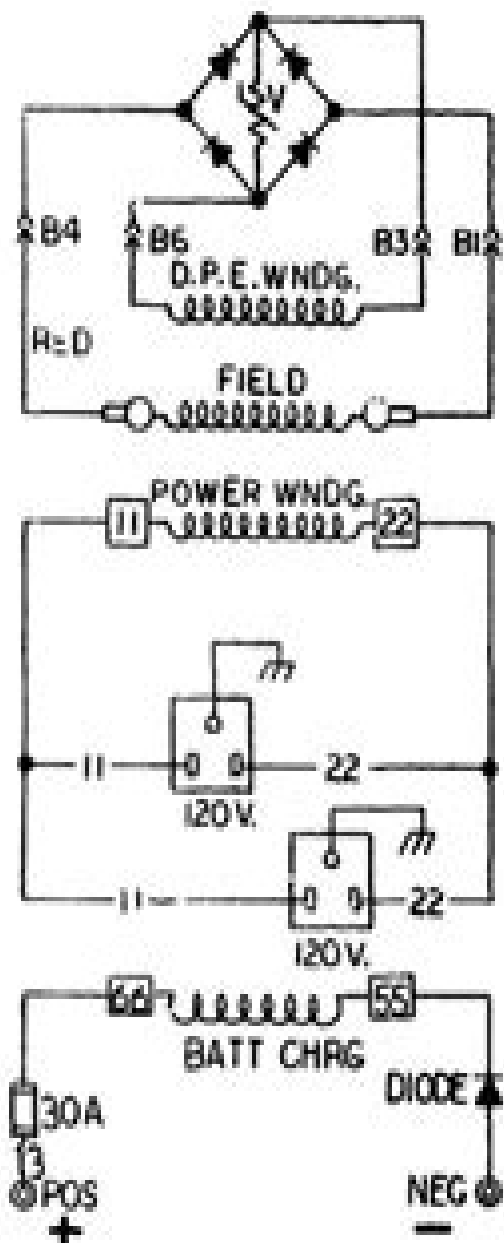 B4
B6
B3
B1
D.P.E. WNDG.
RED
FIELD
POWER WNDG.
11
22
11
22
120V.
11
22
120V.
66
55
BATT CHRG
DIODE
30A
13
POS
NEG
+
−